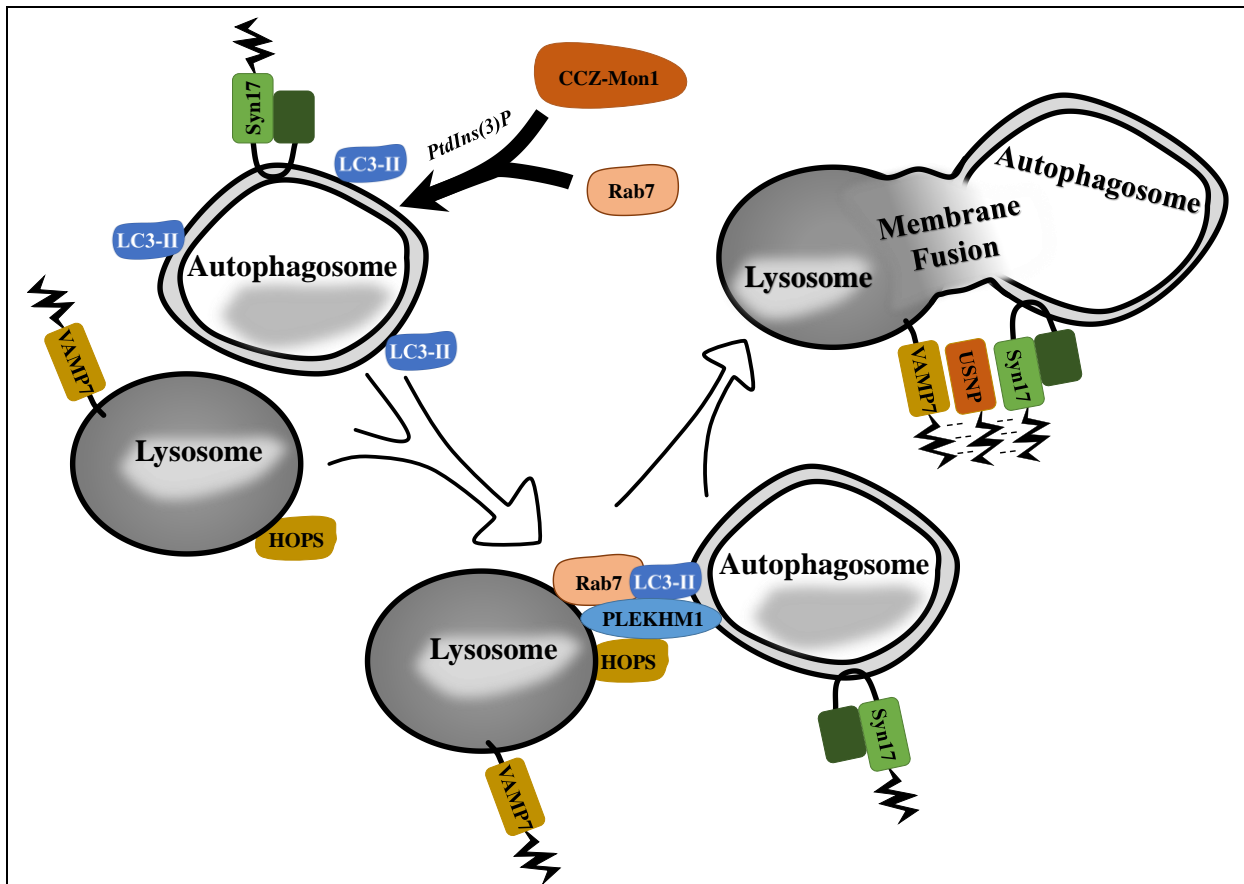 Syn17
CCZ-Mon1
PtdIns(3)P
LC3-II
Rab7
LC3-II
Autophagosome
LC3-II
VAMP7
Lysosome
HOPS
Autophagosome
Membrane
Fusion
Lysosome
VAMP7
USNP
Syn17
Rab7
LC3-II
PLEKHM1
HOPS
Lysosome
Autophagosome
VAMP7
Syn17